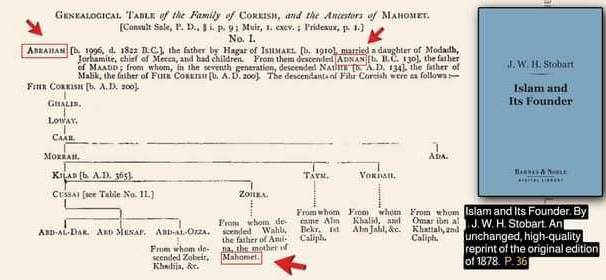 GENEALOGICAL TABLE of the Family of COREISH, and the Ancestors of MAHOMET.
[Consult Sale, P. D., § i. p. 9; Muir, i. cxcv.; Prideaux, p. 1.]
No. I.
ABRAHAM [b. 1996, d. 1822 B.C.], the father by Hagar of ISHMAEL [b. 1910], married a daughter of Modadh,
Jorhamite, chief of Mecca, and had children. From them descended ADNAN [b. B.C. 130], the father
of MAADD; from whom, in the seventh generation, descended NADHR [b. A.D. 134], the father of
Malik, the father of FIHR COREISH [b. A.D. 200]. The descendants of Fihr Coreish were as follows:—
FIHR COREISH [b. A.D. 200].
GHALIB.
LOWAY.
CAAB.
MORRAH.
ADA.
KILAB [b. A.D. 365].
TAYM.
YOKDAH.
CUSSAI [see Table No. II.]
ZOHRA.
ABD-AL-DAR.
ABD MENAF.
ABD-AL-OZZA.
From whom de-
scended Zobeir,
Khadija, &c.
From whom de-
scended Wahb,
the father of Ami-
na, the mother of
Mahomet.
From whom
came Abu
Bekr, 1st
Caliph.
From whom
Khalid, and
Abu Jahl, &c.
From whom
Omar ibn al
Khattab, 2nd
Caliph.
J. W. H. Stobart
Islam and
Its Founder
BARNES & NOBLE
DIGITAL LIBRARY
Islam and Its Founder. By
J. W. H. Stobart. An
unchanged, high-quality
reprint of the original edition
of 1878. P. 36